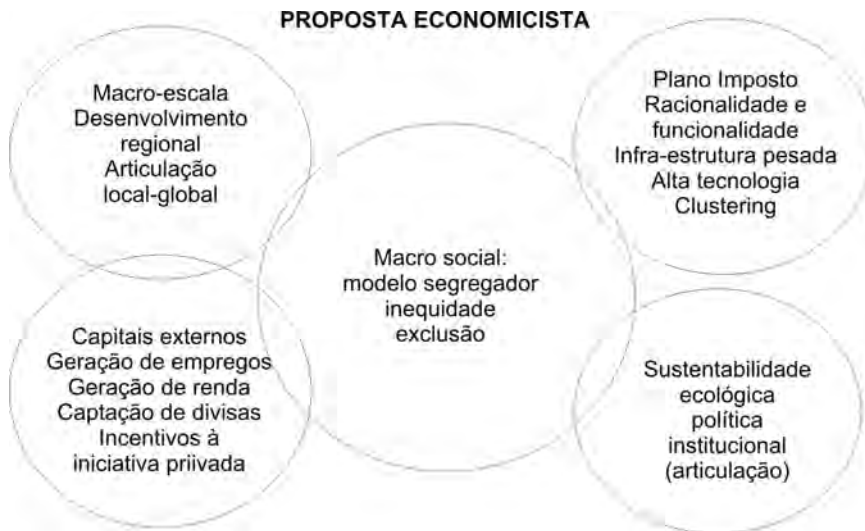 PROPOSTA ECONOMICISTA
Macro-escala
Desenvolvimento
regional
Articulação
local-global
Plano Imposto
Racionalidade e
funcionalidade
Infra-estrutura pesada
Alta tecnologia
Clustering
Macro social:
modelo segregador
inequidade
exclusão
Capitais externos
Geração de empregos
Geração de renda
Captação de divisas
Incentivos à
iniciativa priivada
Sustentabilidade
ecológica
política
institucional
(articulação)